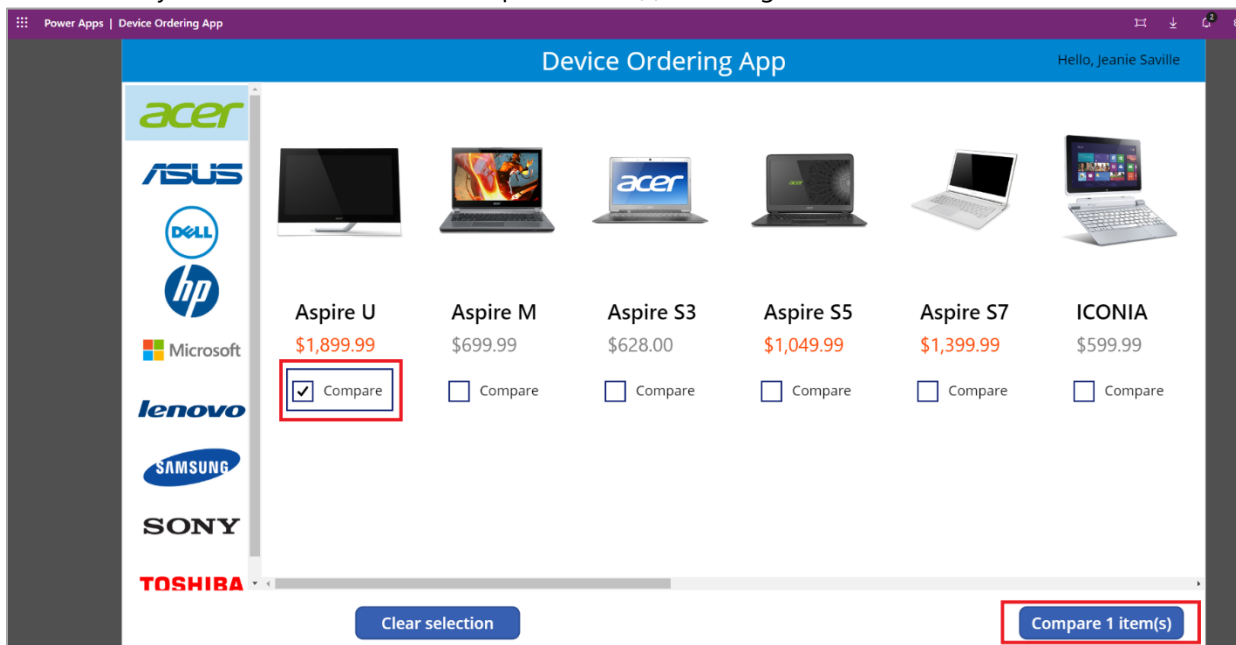 Power Apps | Device Ordering App
2
Device Ordering App
Hello, Jeanie Saville
acer
ASUS
DELL
hp
Microsoft
lenovo
SAMSUNG
SONY
TOSHIBA
acer
Aspire U Aspire M Aspire S3 Aspire S5 Aspire S7 ICONIA
$1,899.99 $699.99 $628.00 $1,049.99 $1,399.99 $599.99
Compare Compare Compare Compare Compare Compare
Clear selection
Compare 1 item(s)